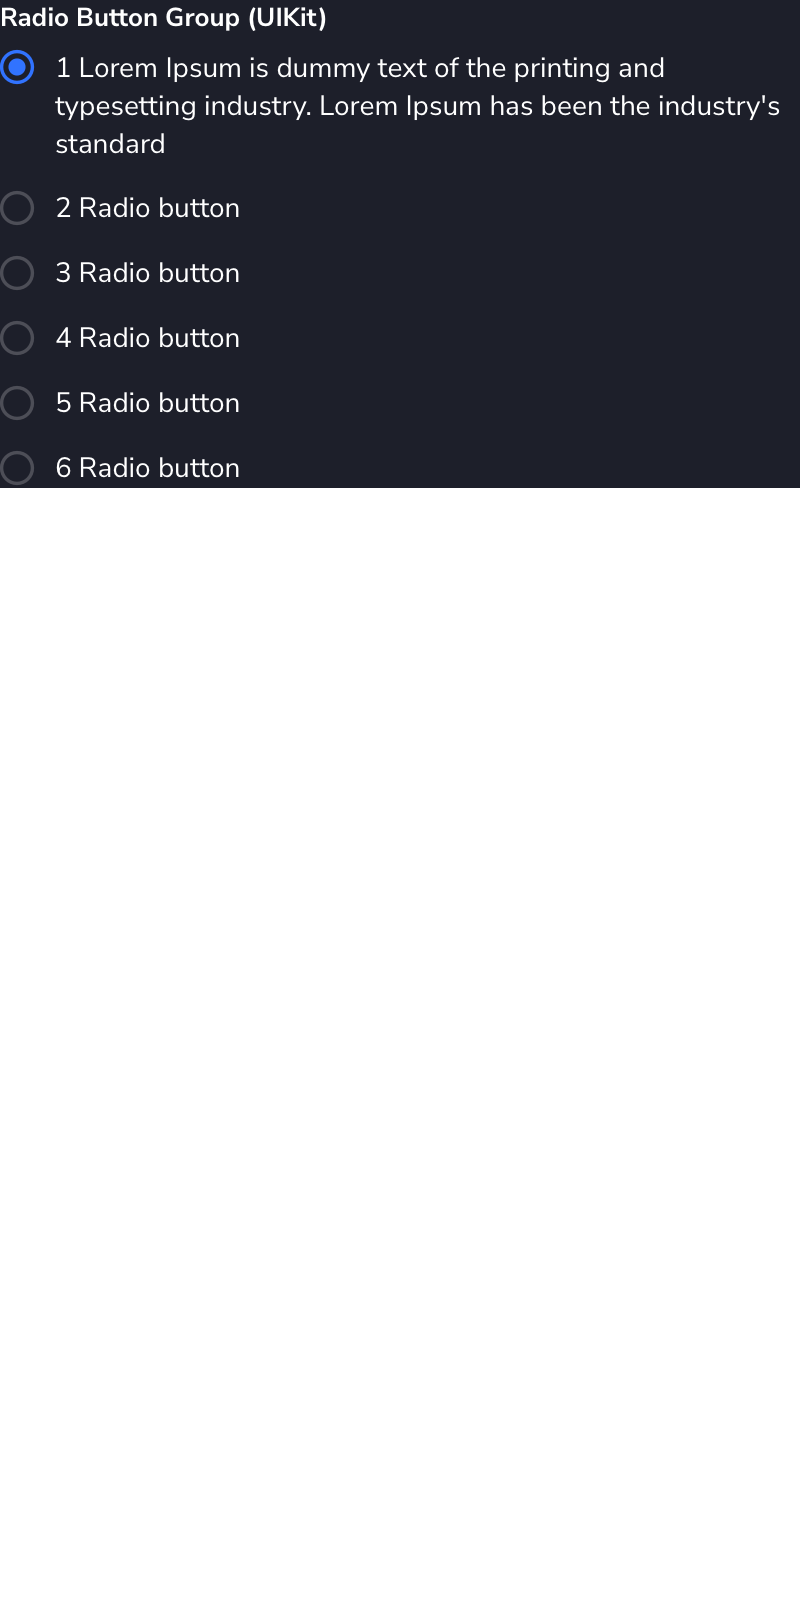 Radio Button Group (UIKit)
1 Lorem Ipsum is dummy text of the printing and
typesetting industry. Lorem Ipsum has been the industry's
standard
2 Radio button
3 Radio button
4 Radio button
5 Radio button
6 Radio button